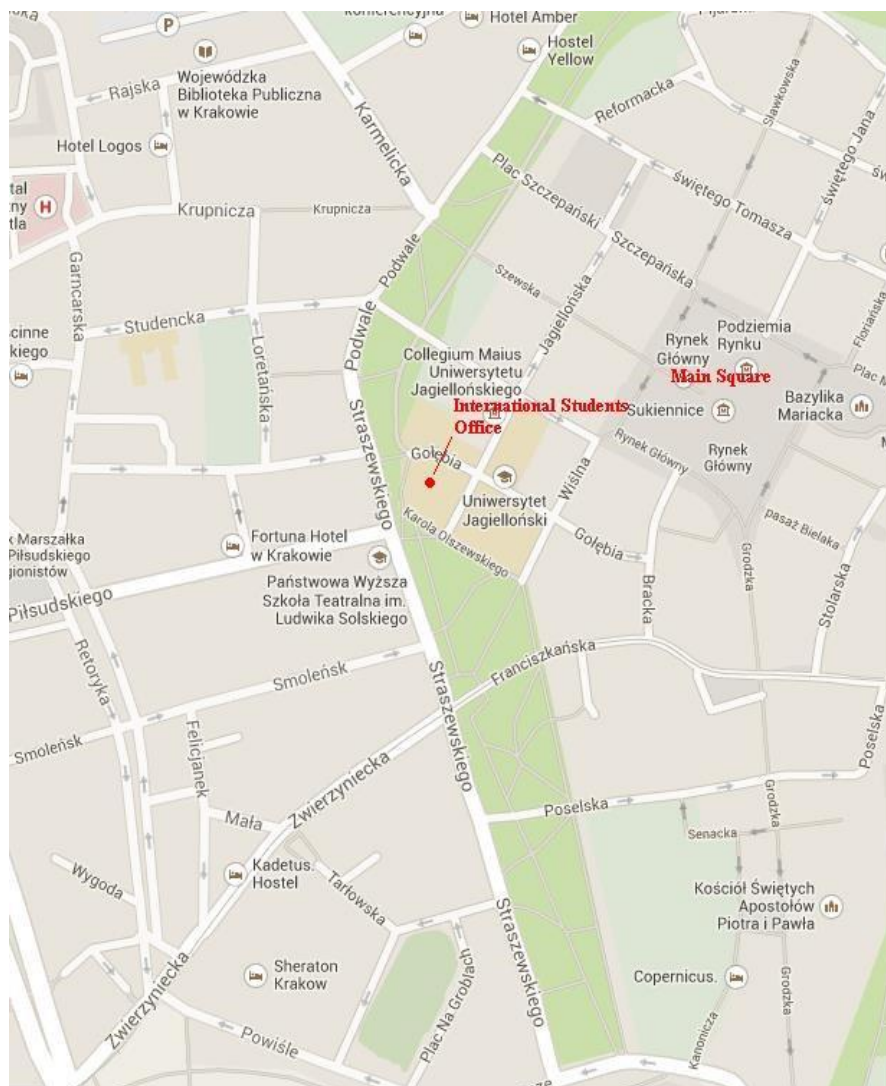 konferencyjna
Hotel Amber
P
Hostel
Yellow
Wojewódzka
Biblioteka Publiczna
w Krakowie
Rajska
Karmelicka
Reformacka
Sławkowska
świętego Jana
Hotel Logos
Plac Szczepański
świętego Tomasza
H
Krupnicza
Krupnicza
Podwale
Szczepańska
Szewska
Garncarska
Studencka
Loretańska
Podwale
Jagiellońska
Floriańska
Collegium Maius
Uniwersytetu
Jagiellońskiego
Rynek
Główny
Podziemia
Rynku
Main Square
Sukiennice
Bazylika
Mariacka
International Students
Office
Straszewskiego
Gołębia
Wiślna
Rynek Główny
Rynek
Główny
Uniwersytet
Jagielloński
Karola Olszewskiego
Gołębia
pasaż Bielaka
Grodzka
Stolarska
Bracka
Fortuna Hotel
w Krakowie
Marszałka
Piłsudskiego
gionistów
Państwowa Wyższa
Szkoła Teatralna im.
Ludwika Solskiego
Piłsudskiego
Retoryka
Smoleńsk
Straszewskiego
Franciszkańska
Smoleńsk
Felicjanek
Zwierzyniecka
Poselska
Poselska
Grodzka
Mała
Senacka
Wygoda
Kadetus.
Hostel
Tarłowska
Straszewskiego
Kościół Świętych
Apostołów
Piotra i Pawła
Sheraton
Krakow
Plac Na Groblach
Copernicus.
Grodzka
Kanonicza
Zwierzyniecka
Powiśle